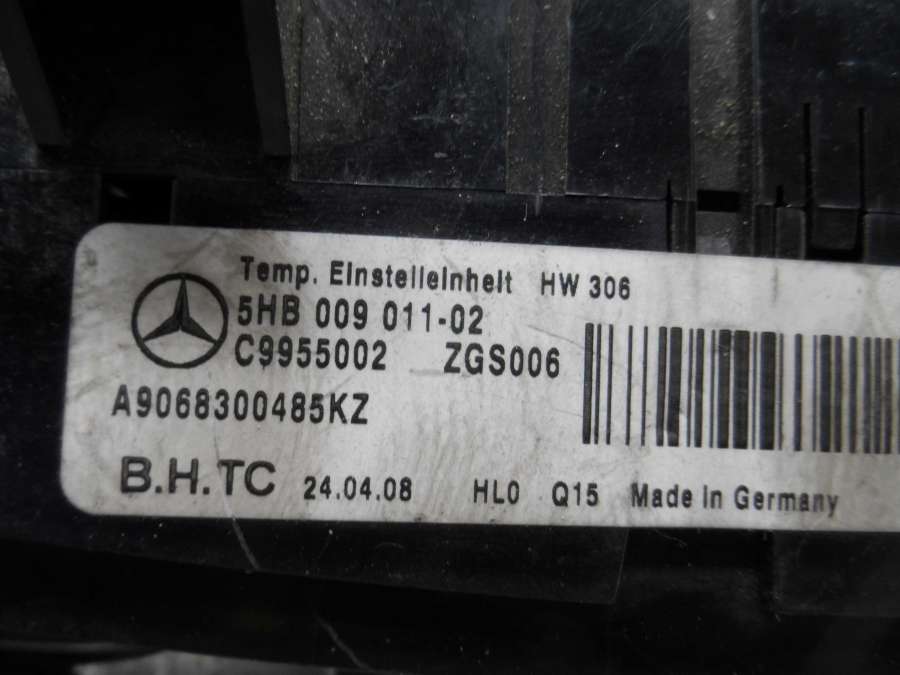 Temp. Einstelleinheit HW 306
5HB 009 011-02
C9955002 ZGS006
A9068300485KZ
B.H.TC 24.04.08 HL0 Q15 Made in Germany